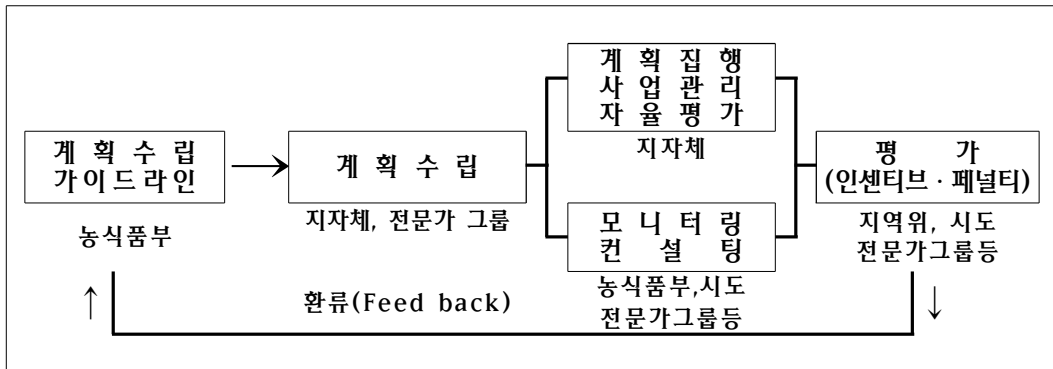 계획수립
가이드라인
농식품부
계획수립
지자체, 전문가 그룹
계획집행
사업관리
자율평가
지자체
모니터링
컨설팅
농식품부,시도
전문가그룹등
평가
(인센티브·페널티)
지역위, 시도
전문가그룹등
환류(Feed back)